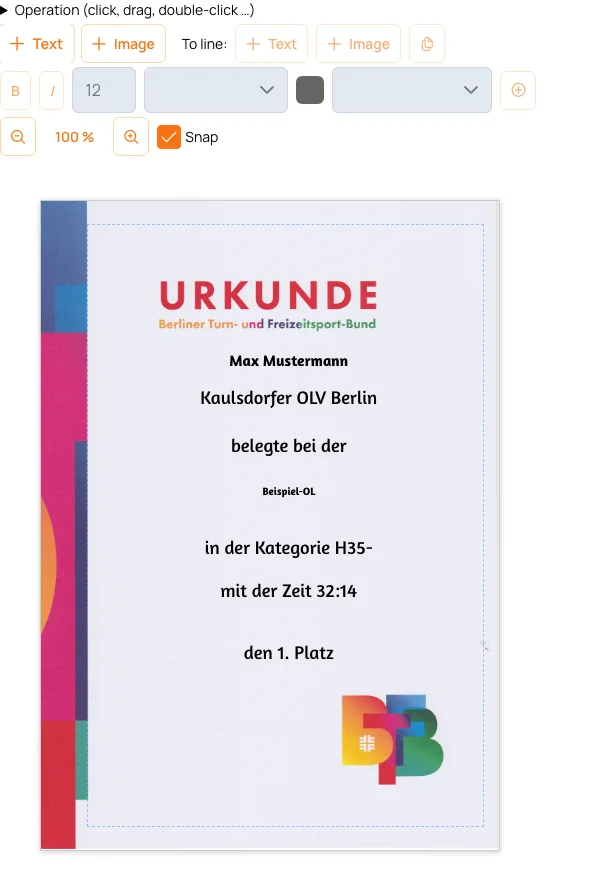 Operation (click, drag, double-click ...)
Text
Image
To line:
Text
Image
B
I
12
100 %
Snap
URKUNDE
Berliner Turn- und Freizeitsport-Bund
Max Mustermann
Kaulsdorfer OLV Berlin
belegte bei der
Beispiel-OL
in der Kategorie H35-
mit der Zeit 32:14
den 1. Platz
BTFB